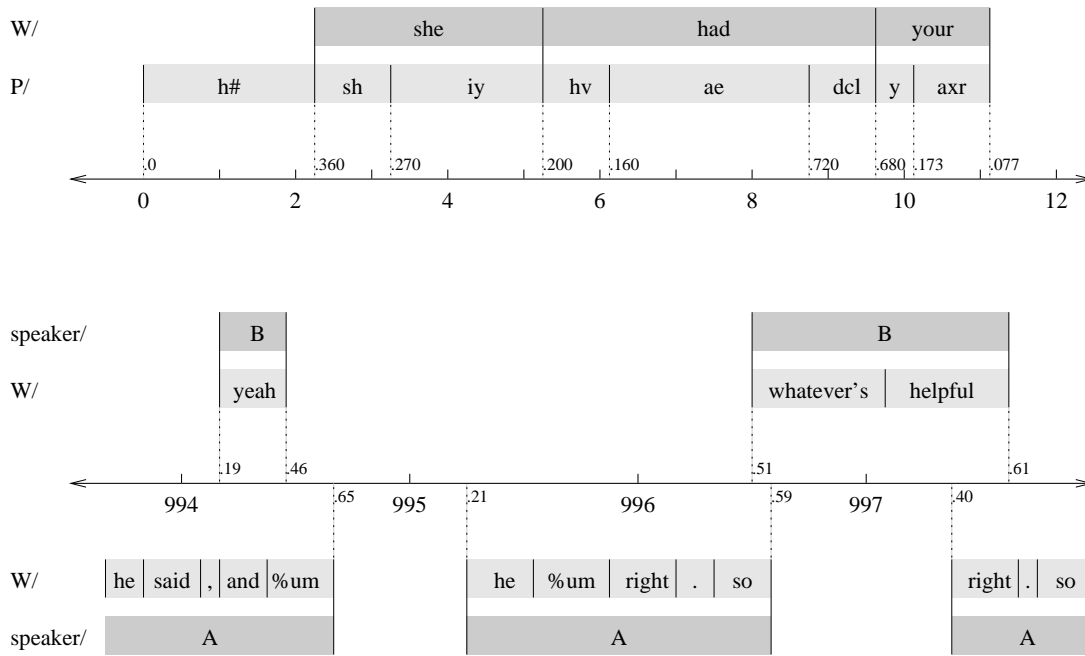 W/ she had your
P/ h# sh iy hv ae dcl y axr
.0 .360 .270 .200 .160 .720 .680 .173 .077
0 2 4 6 8 10 12
speaker/ B B
W/ yeah whatever's helpful
.19 .46 .51 .61
994 995 996 997
.65 .21 .59 .40
W/ he said , and %um he %um right . so right . so
speaker/ A A A